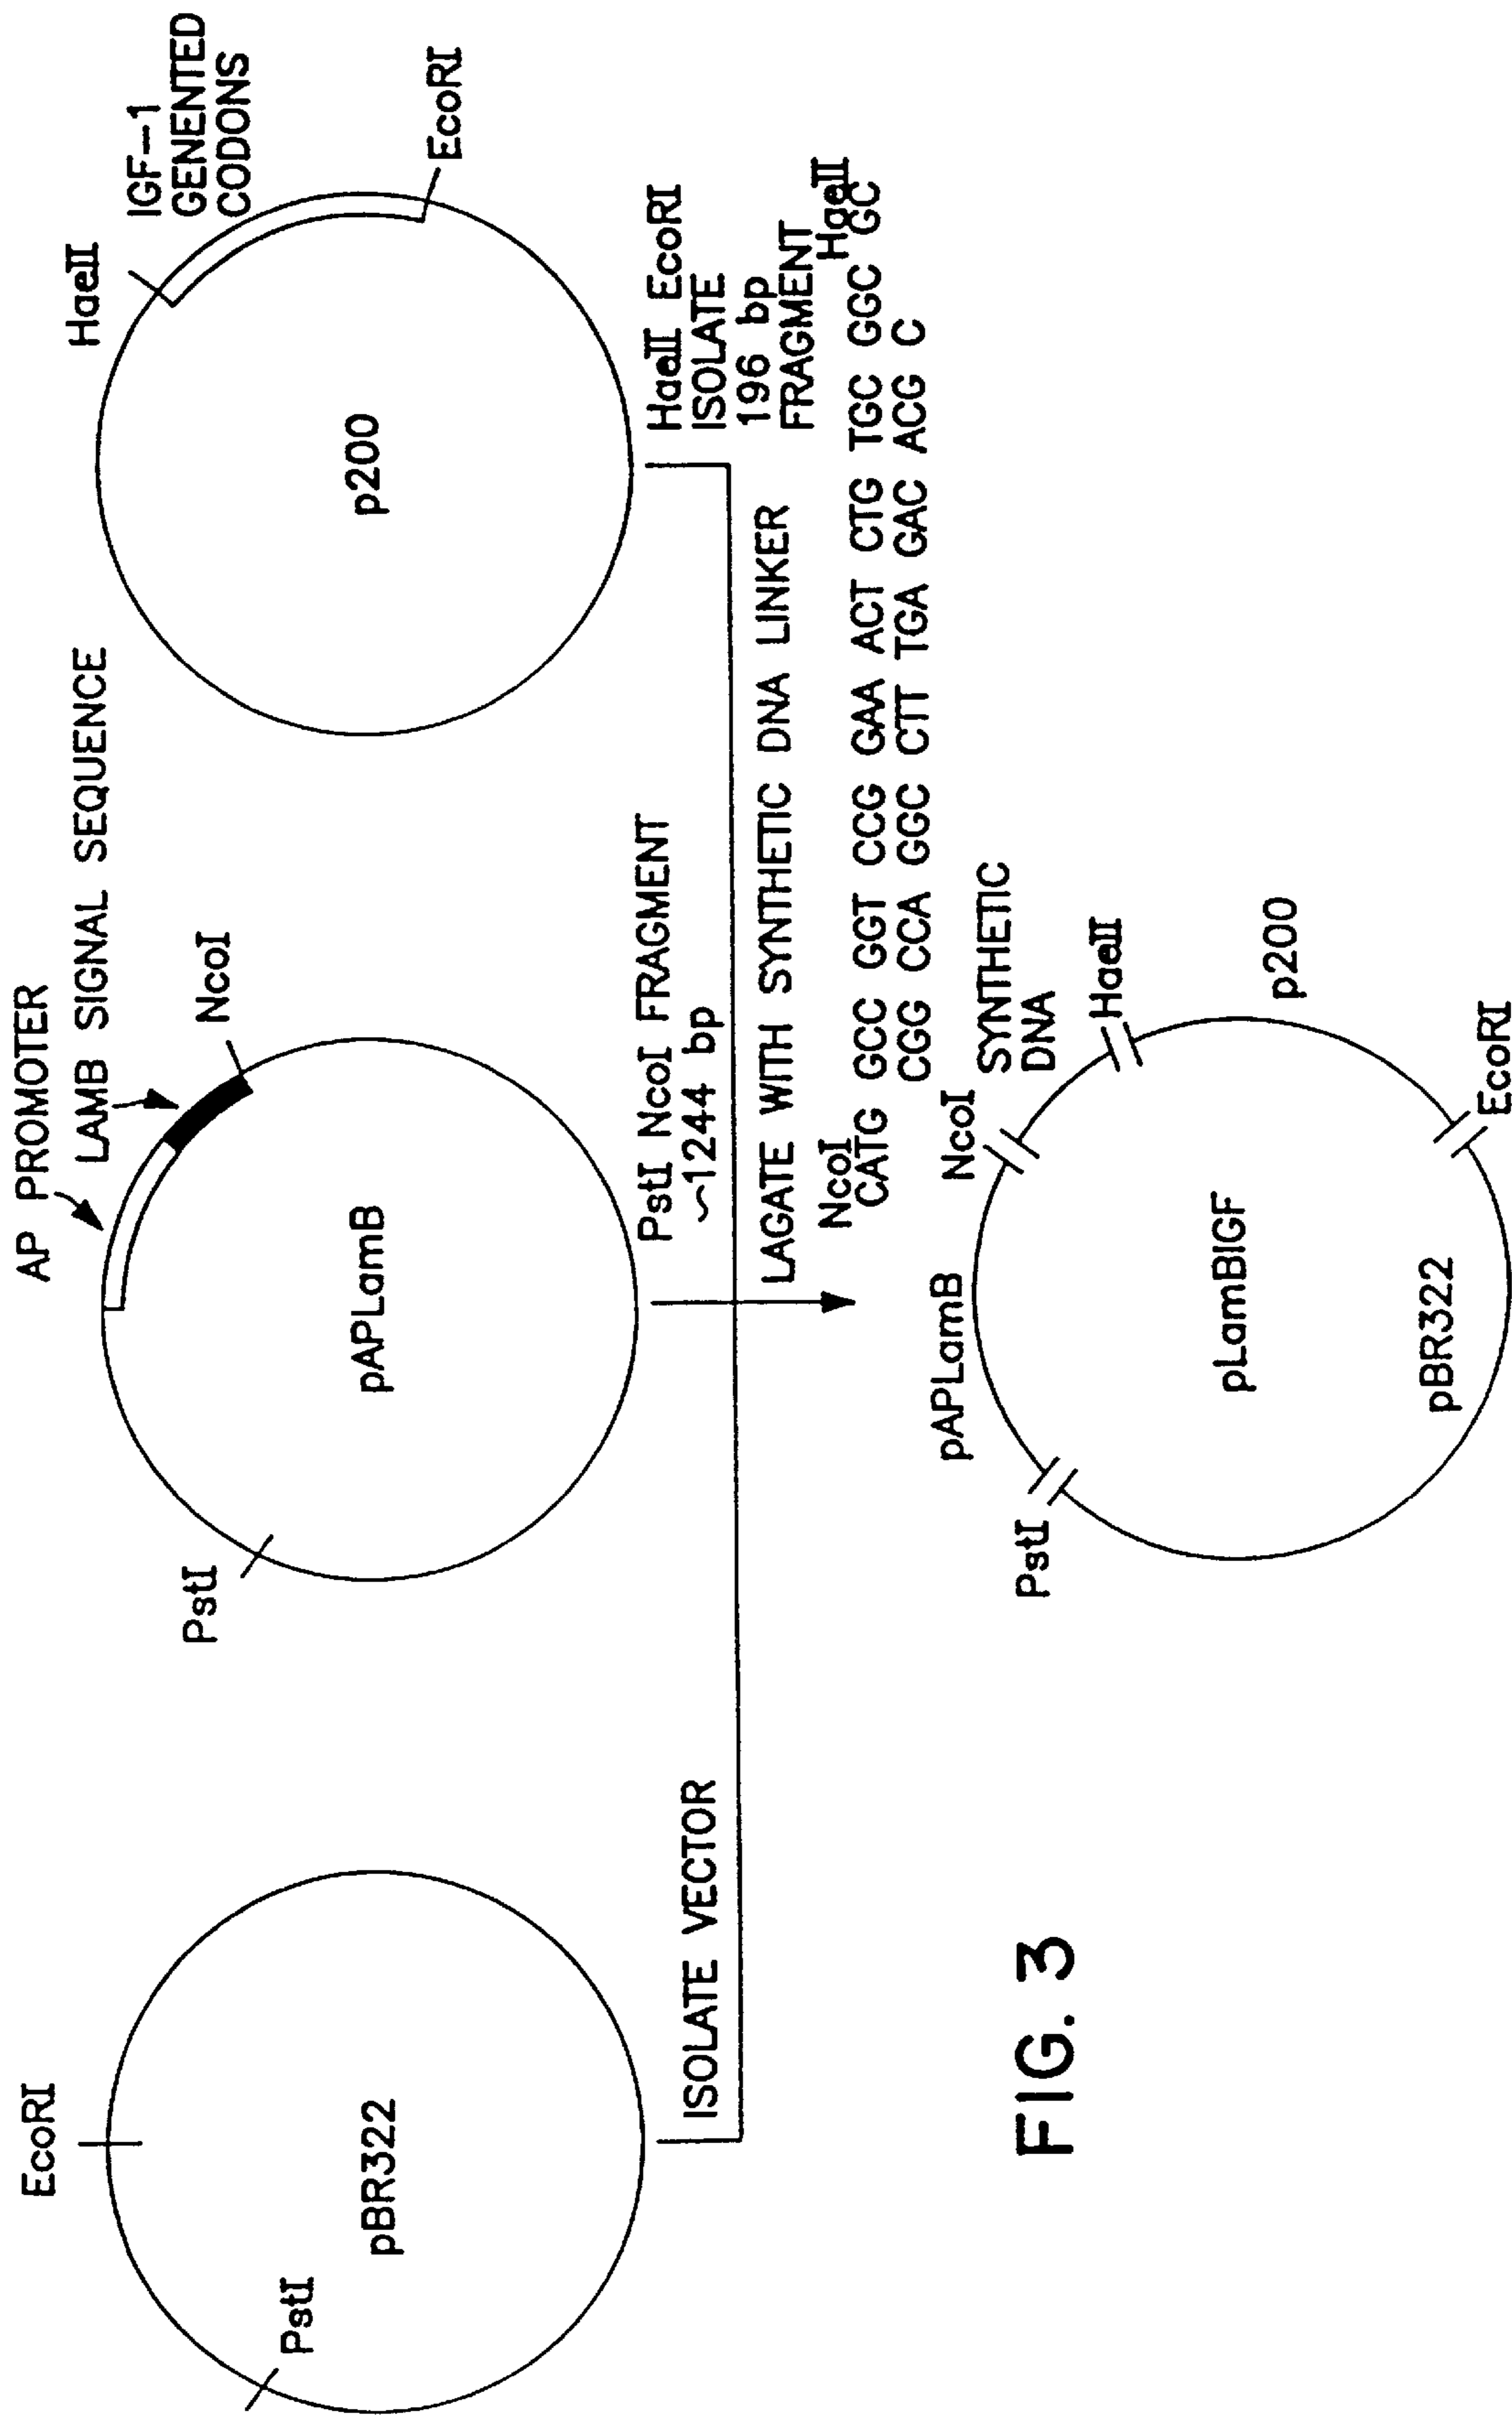 EcoRI
PstI
pBR322
ISOLATE VECTOR
AP PROMOTER
LAMB SIGNAL SEQUENCE
NcoI
PstI
pAPLamB
PstI NcoI FRAGMENT
~1244 bp
HaeII
IGF-1
GENENTED
CODONS
EcoRI
p200
HaeII EcoRI
ISOLATE
196 bp
FRAGMENT
LAGATE WITH SYNTHETIC DNA LINKER
NcoI HaeII
CATG GCC GGT CCG GAA ACT CTG TGC GGC GC
CGG CCA GGC CTT TGA GAC ACG C
pAPLamB
NcoI
SYNTHETIC
DNA
HaeII
PstI
pLamBIGF
p200
pBR322
EcoRI
FIG. 3